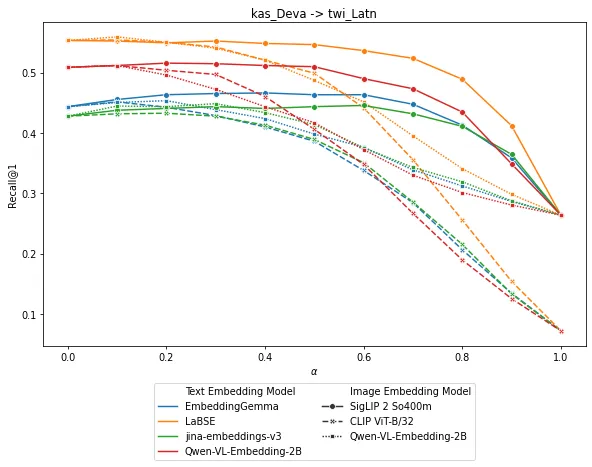 kas_Deva -> twi_Latn
Recall@1
0.5
0.4
0.3
0.2
0.1
0.0 0.2 0.4 0.6 0.8 1.0
α
Text Embedding Model Image Embedding Model
EmbeddingGemma SigLIP 2 So400m
LaBSE CLIP ViT-B/32
jina-embeddings-v3 Qwen-VL-Embedding-2B
Qwen-VL-Embedding-2B